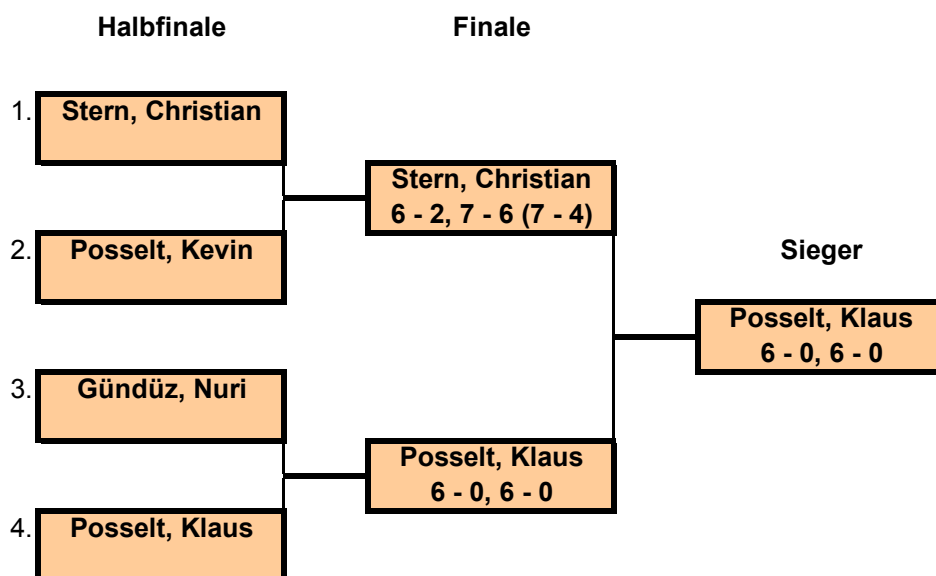 Halbfinale
Finale
1.
Stern, Christian
Stern, Christian
6 - 2, 7 - 6 (7 - 4)
2.
Posselt, Kevin
Sieger
Posselt, Klaus
6 - 0, 6 - 0
3.
Gündüz, Nuri
Posselt, Klaus
6 - 0, 6 - 0
4.
Posselt, Klaus